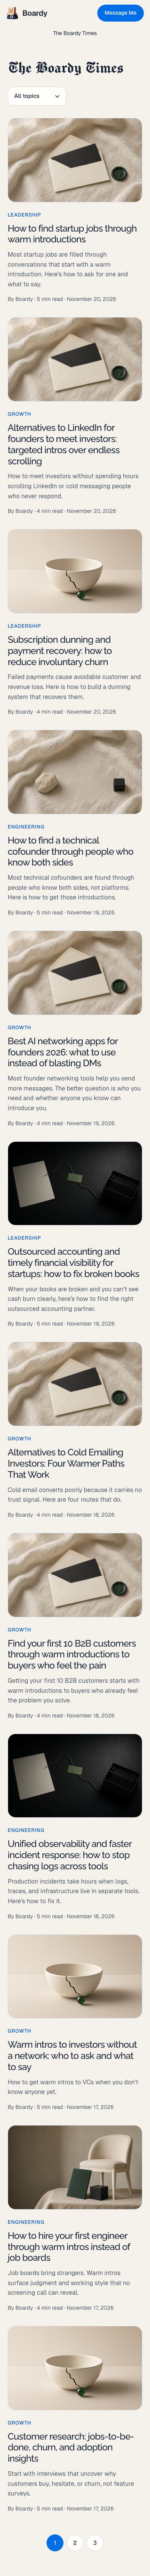 Boardy
Message Me
The Boardy Times
The Boardy Times
All topics
LEADERSHIP
How to find startup jobs through
warm introductions
Most startup jobs are filled through
conversations that start with a warm
introduction. Here's how to ask for one and
what to say.
By Boardy · 5 min read · November 20, 2026
GROWTH
Alternatives to LinkedIn for
founders to meet investors:
targeted intros over endless
scrolling
How to meet investors without spending hours
scrolling LinkedIn or cold messaging people
who never respond.
By Boardy · 4 min read · November 20, 2026
LEADERSHIP
Subscription dunning and
payment recovery: how to
reduce involuntary churn
Failed payments cause avoidable customer and
revenue loss. Here is how to build a dunning
system that recovers them.
By Boardy · 4 min read · November 20, 2026
ENGINEERING
How to find a technical
cofounder through people who
know both sides
Most technical cofounders are found through
people who know both sides, not platforms.
Here is how to get those introductions.
By Boardy · 5 min read · November 19, 2026
GROWTH
Best AI networking apps for
founders 2026: what to use
instead of blasting DMs
Most founder networking tools help you send
more messages. The better question is who you
need and whether anyone you know can
introduce you.
By Boardy · 4 min read · November 19, 2026
LEADERSHIP
Outsourced accounting and
timely financial visibility for
startups: how to fix broken books
When your books are broken and you can't see
cash burn clearly, here's how to find the right
outsourced accounting partner.
By Boardy · 5 min read · November 19, 2026
GROWTH
Alternatives to Cold Emailing
Investors: Four Warmer Paths
That Work
Cold email converts poorly because it carries no
trust signal. Here are four routes that do.
By Boardy · 4 min read · November 18, 2026
GROWTH
Find your first 10 B2B customers
through warm introductions to
buyers who feel the pain
Getting your first 10 B2B customers starts with
warm introductions to buyers who already feel
the problem you solve.
By Boardy · 4 min read · November 18, 2026
ENGINEERING
Unified observability and faster
incident response: how to stop
chasing logs across tools
Production incidents take hours when logs,
traces, and infrastructure live in separate tools.
Here's how to fix it.
By Boardy · 5 min read · November 18, 2026
GROWTH
Warm intros to investors without
a network: who to ask and what
to say
How to get warm intros to VCs when you don't
know anyone yet.
By Boardy · 5 min read · November 17, 2026
ENGINEERING
How to hire your first engineer
through warm intros instead of
job boards
Job boards bring strangers. Warm intros
surface judgment and working style that no
screening call can reveal.
By Boardy · 4 min read · November 17, 2026
GROWTH
Customer research: jobs-to-be-
done, churn, and adoption
insights
Start with interviews that uncover why
customers buy, hesitate, or churn, not feature
surveys.
By Boardy · 5 min read · November 17, 2026
1
2
3